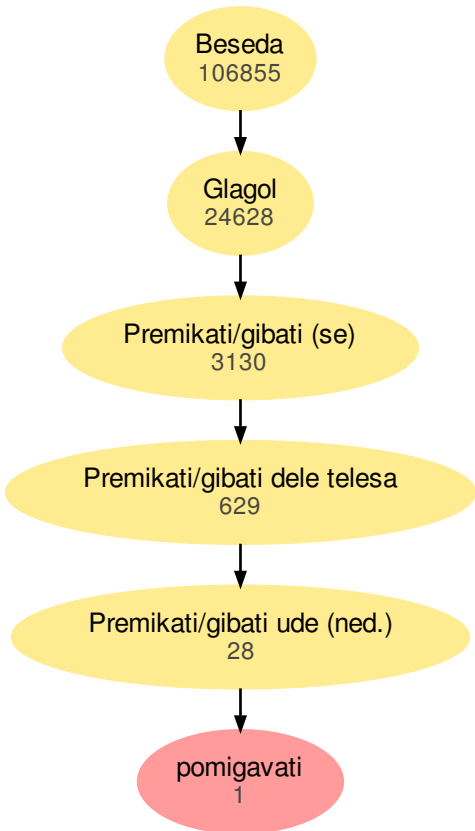 Beseda
106855
Glagol
24628
Premikati/gibati (se)
3130
Premikati/gibati dele telesa
629
Premikati/gibati ude (ned.)
28
pomigavati
1